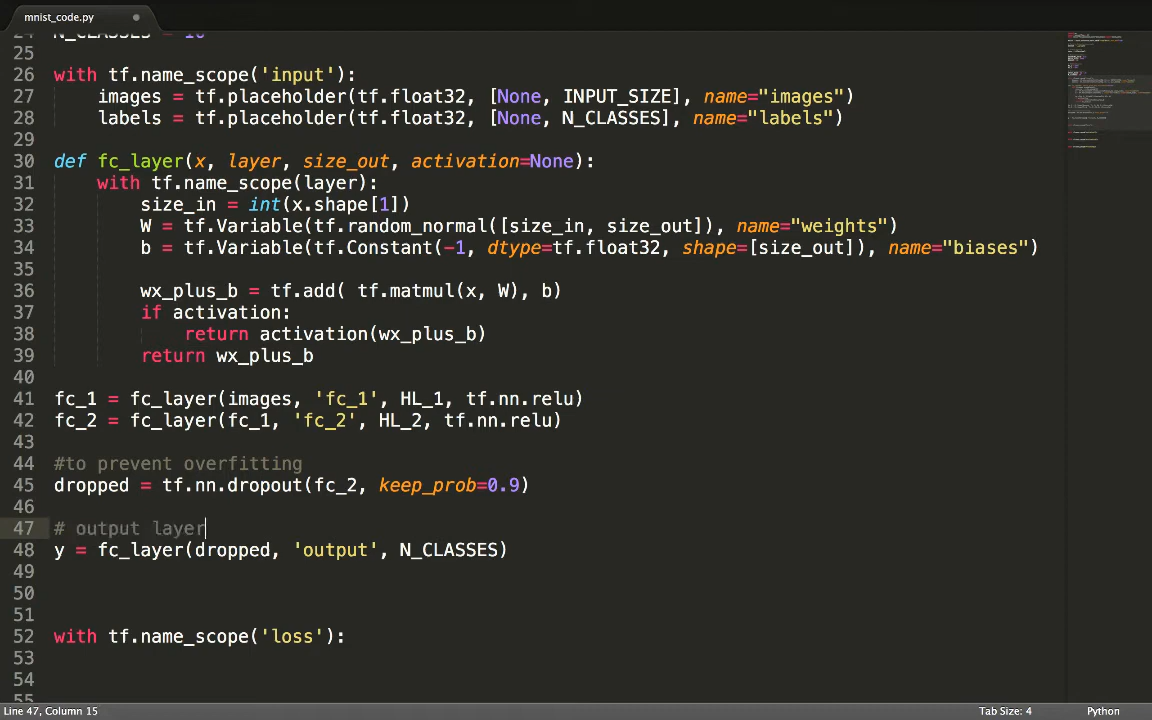 mnist_code.py
24 N_CLASSES = 10
25
26 with tf.name_scope('input'):
27 images = tf.placeholder(tf.float32, [None, INPUT_SIZE], name="images")
28 labels = tf.placeholder(tf.float32, [None, N_CLASSES], name="labels")
29
30 def fc_layer(x, layer, size_out, activation=None):
31 with tf.name_scope(layer):
32 size_in = int(x.shape[1])
33 W = tf.Variable(tf.random_normal([size_in, size_out]), name="weights")
34 b = tf.Variable(tf.Constant(-1, dtype=tf.float32, shape=[size_out]), name="biases")
35
36 wx_plus_b = tf.add( tf.matmul(x, W), b)
37 if activation:
38 return activation(wx_plus_b)
39 return wx_plus_b
40
41 fc_1 = fc_layer(images, 'fc_1', HL_1, tf.nn.relu)
42 fc_2 = fc_layer(fc_1, 'fc_2', HL_2, tf.nn.relu)
43
44 #to prevent overfitting
45 dropped = tf.nn.dropout(fc_2, keep_prob=0.9)
46
47 # output layer
48 y = fc_layer(dropped, 'output', N_CLASSES)
49
50
51
52 with tf.name_scope('loss'):
53
54
55
Line 47, Column 15 Tab Size: 4 Python